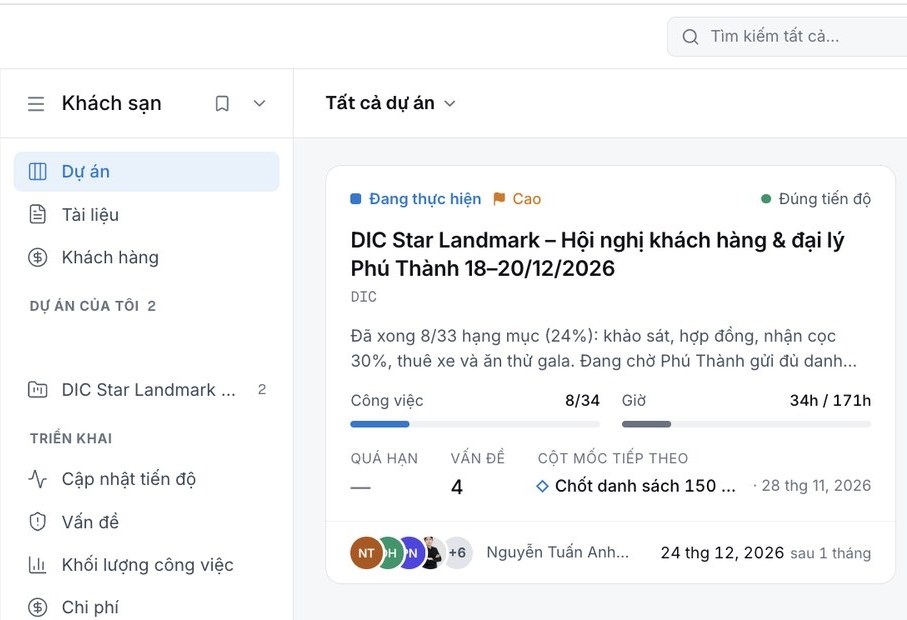 Tìm kiếm tất cả...
Khách sạn
Tất cả dự án
Dự án
Tài liệu
Khách hàng
DỰ ÁN CỦA TÔI 2
DIC Star Landmark ... 2
TRIỂN KHAI
Cập nhật tiến độ
Vấn đề
Khối lượng công việc
Chi phí
Đang thực hiện Cao Đúng tiến độ
DIC Star Landmark – Hội nghị khách hàng & đại lý
Phú Thành 18–20/12/2026
DIC
Đã xong 8/33 hạng mục (24%): khảo sát, hợp đồng, nhận cọc
30%, thuê xe và ăn thử gala. Đang chờ Phú Thành gửi đủ danh...
Công việc 8/34 Giờ 34h / 171h
QUÁ HẠN VẤN ĐỀ CỘT MỐC TIẾP THEO
— 4 Chốt danh sách 150 ... · 28 thg 11, 2026
NT PN +6 Nguyễn Tuấn Anh... 24 thg 12, 2026 sau 1 tháng